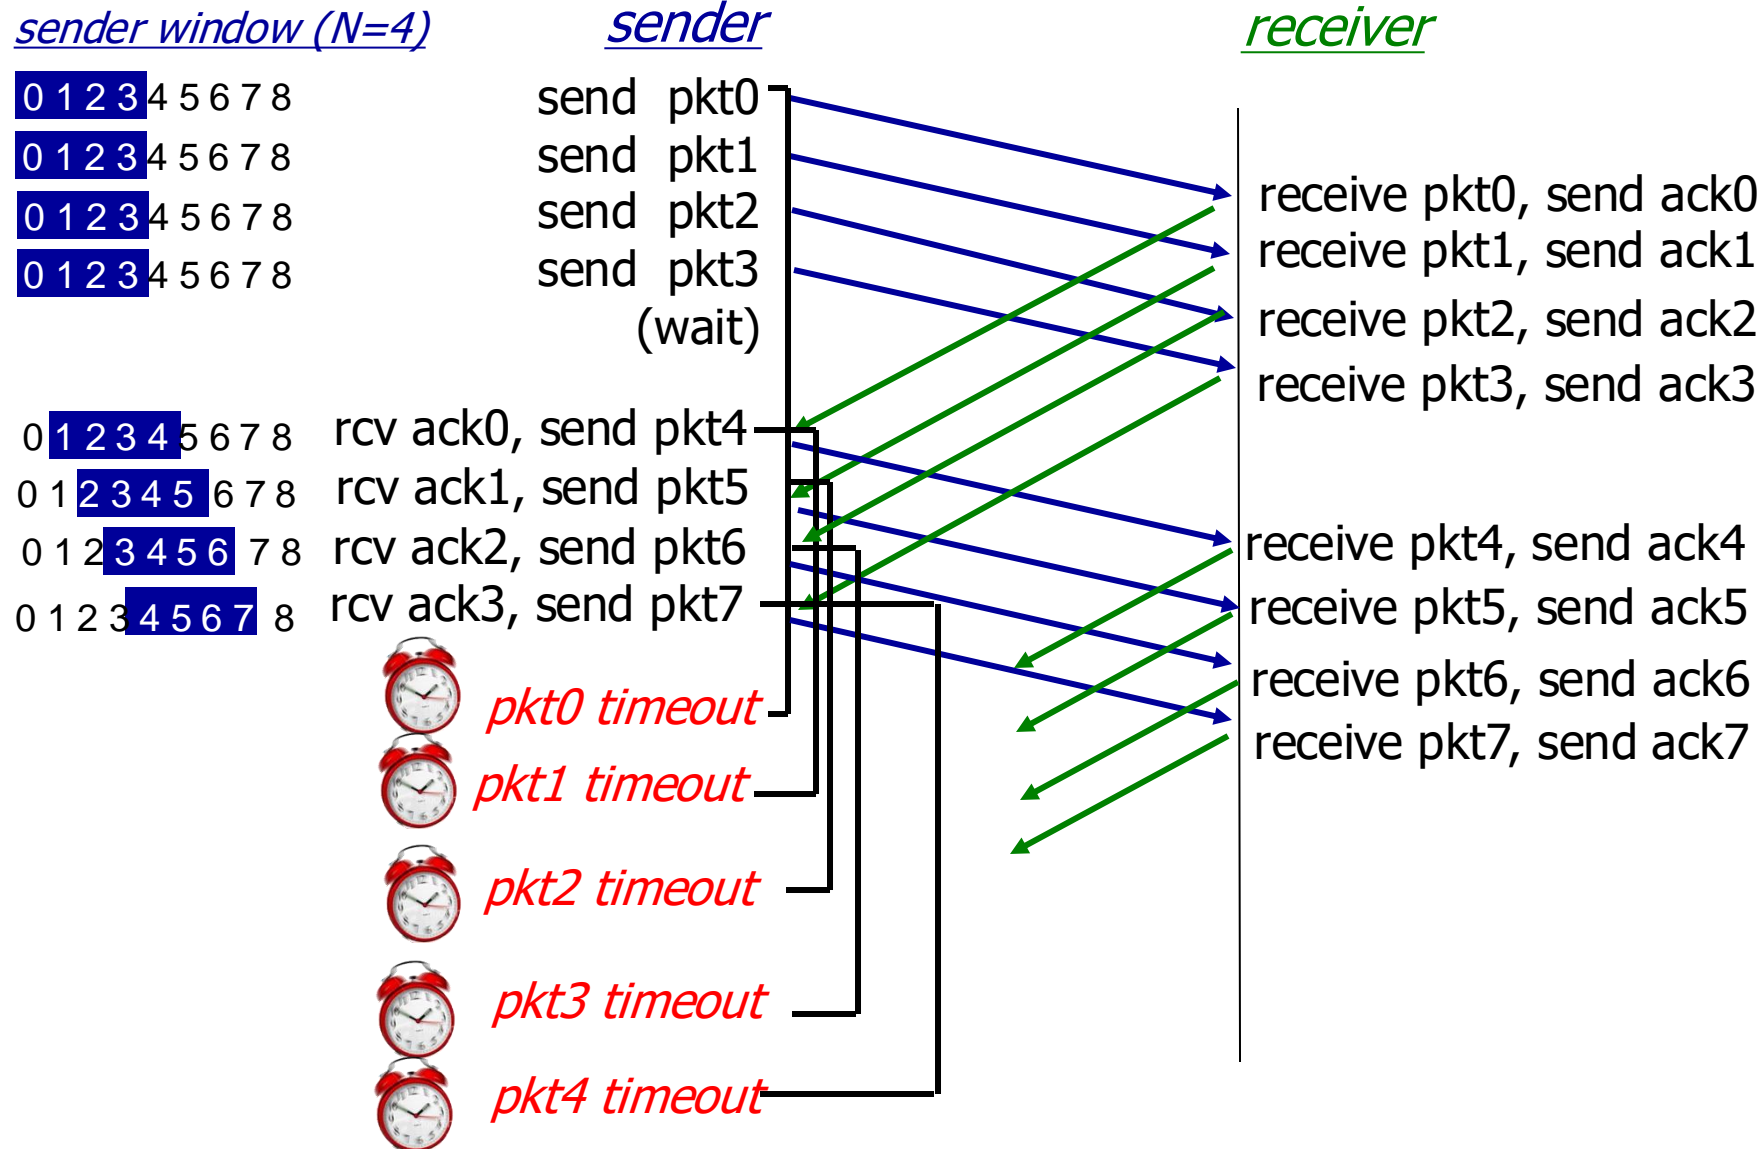 sender window (N=4) sender receiver
0 1 2 3 4 5 6 7 8 send pkt0
0 1 2 3 4 5 6 7 8 send pkt1
receive pkt0, send ack0
0 1 2 3 4 5 6 7 8 send pkt2
receive pkt1, send ack1
0 1 2 3 4 5 6 7 8 send pkt3
(wait)
receive pkt2, send ack2
receive pkt3, send ack3
0 1 2 3 4 5 6 7 8 rcv ack0, send pkt4
0 1 2 3 4 5 6 7 8 rcv ack1, send pkt5
0 1 2 3 4 5 6 7 8 rcv ack2, send pkt6
receive pkt4, send ack4
0 1 2 3 4 5 6 7 8 rcv ack3, send pkt7
receive pkt5, send ack5
receive pkt6, send ack6
pkt0 timeout
receive pkt7, send ack7
pkt1 timeout
pkt2 timeout
pkt3 timeout
pkt4 timeout